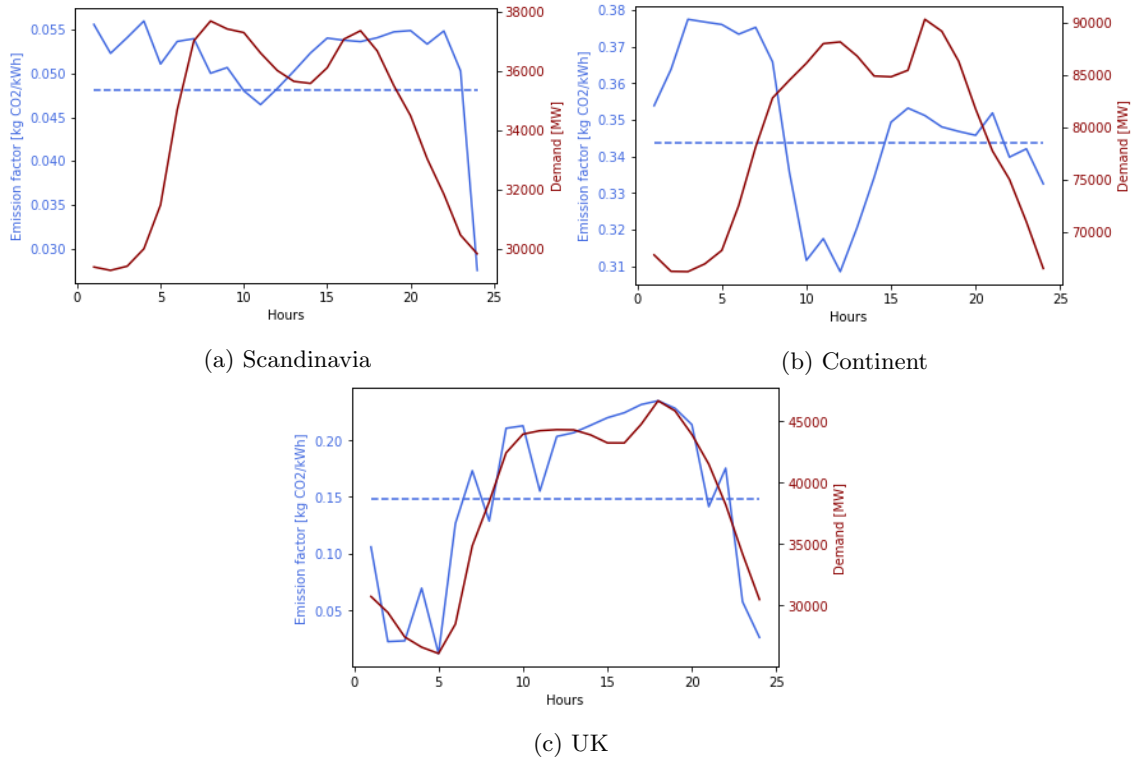 0.055
0.050
0.045
0.040
0.035
0.030
Emission factor [kg CO2/kWh]
38000
36000
34000
32000
30000
Demand [MW]
0 5 10 15 20 25
Hours
(a) Scandinavia
0.38
0.37
0.36
0.35
0.34
0.33
0.32
0.31
Emission factor [kg CO2/kWh]
90000
85000
80000
75000
70000
Demand [MW]
0 5 10 15 20 25
Hours
(b) Continent
0.20
0.15
0.10
0.05
Emission factor [kg CO2/kWh]
45000
40000
35000
30000
Demand [MW]
0 5 10 15 20 25
Hours
(c) UK